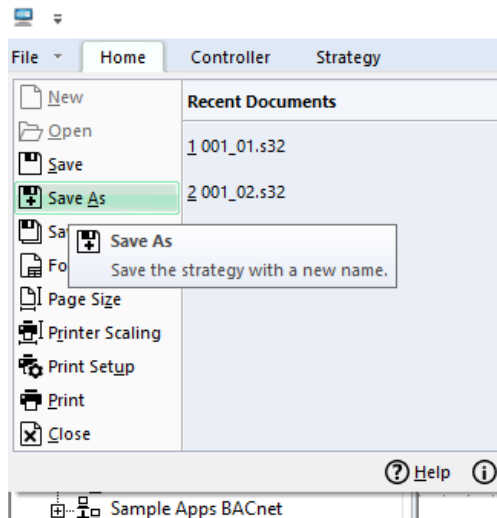 File Home Controller Strategy
New
Recent Documents
Open
1 001_01.s32
Save
Save As
2 001_02.s32
Save As
Save the strategy with a new name.
Page Size
Printer Scaling
Print Setup
Print
Close
Help
Sample Apps BACnet